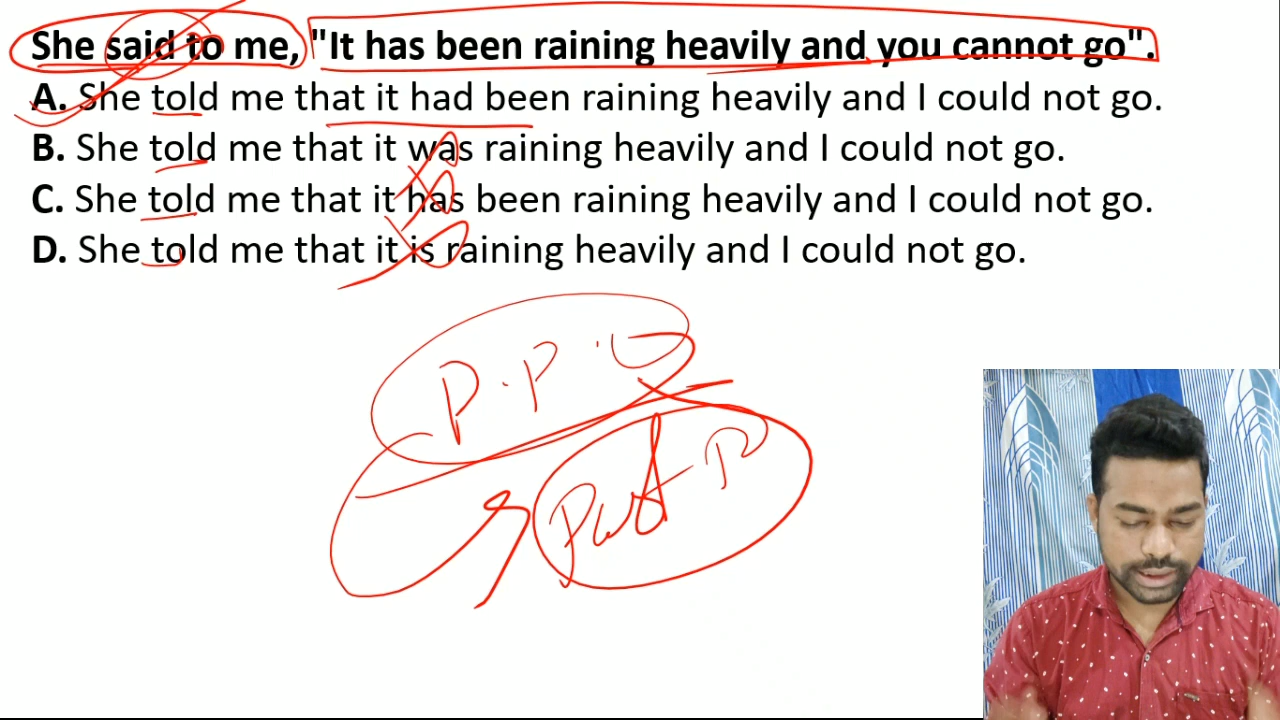 She said to me, "It has been raining heavily and you cannot go".
A. She told me that it had been raining heavily and I could not go.
B. She told me that it was raining heavily and I could not go.
C. She told me that it has been raining heavily and I could not go.
D. She told me that it is raining heavily and I could not go.
P.P.
Past P